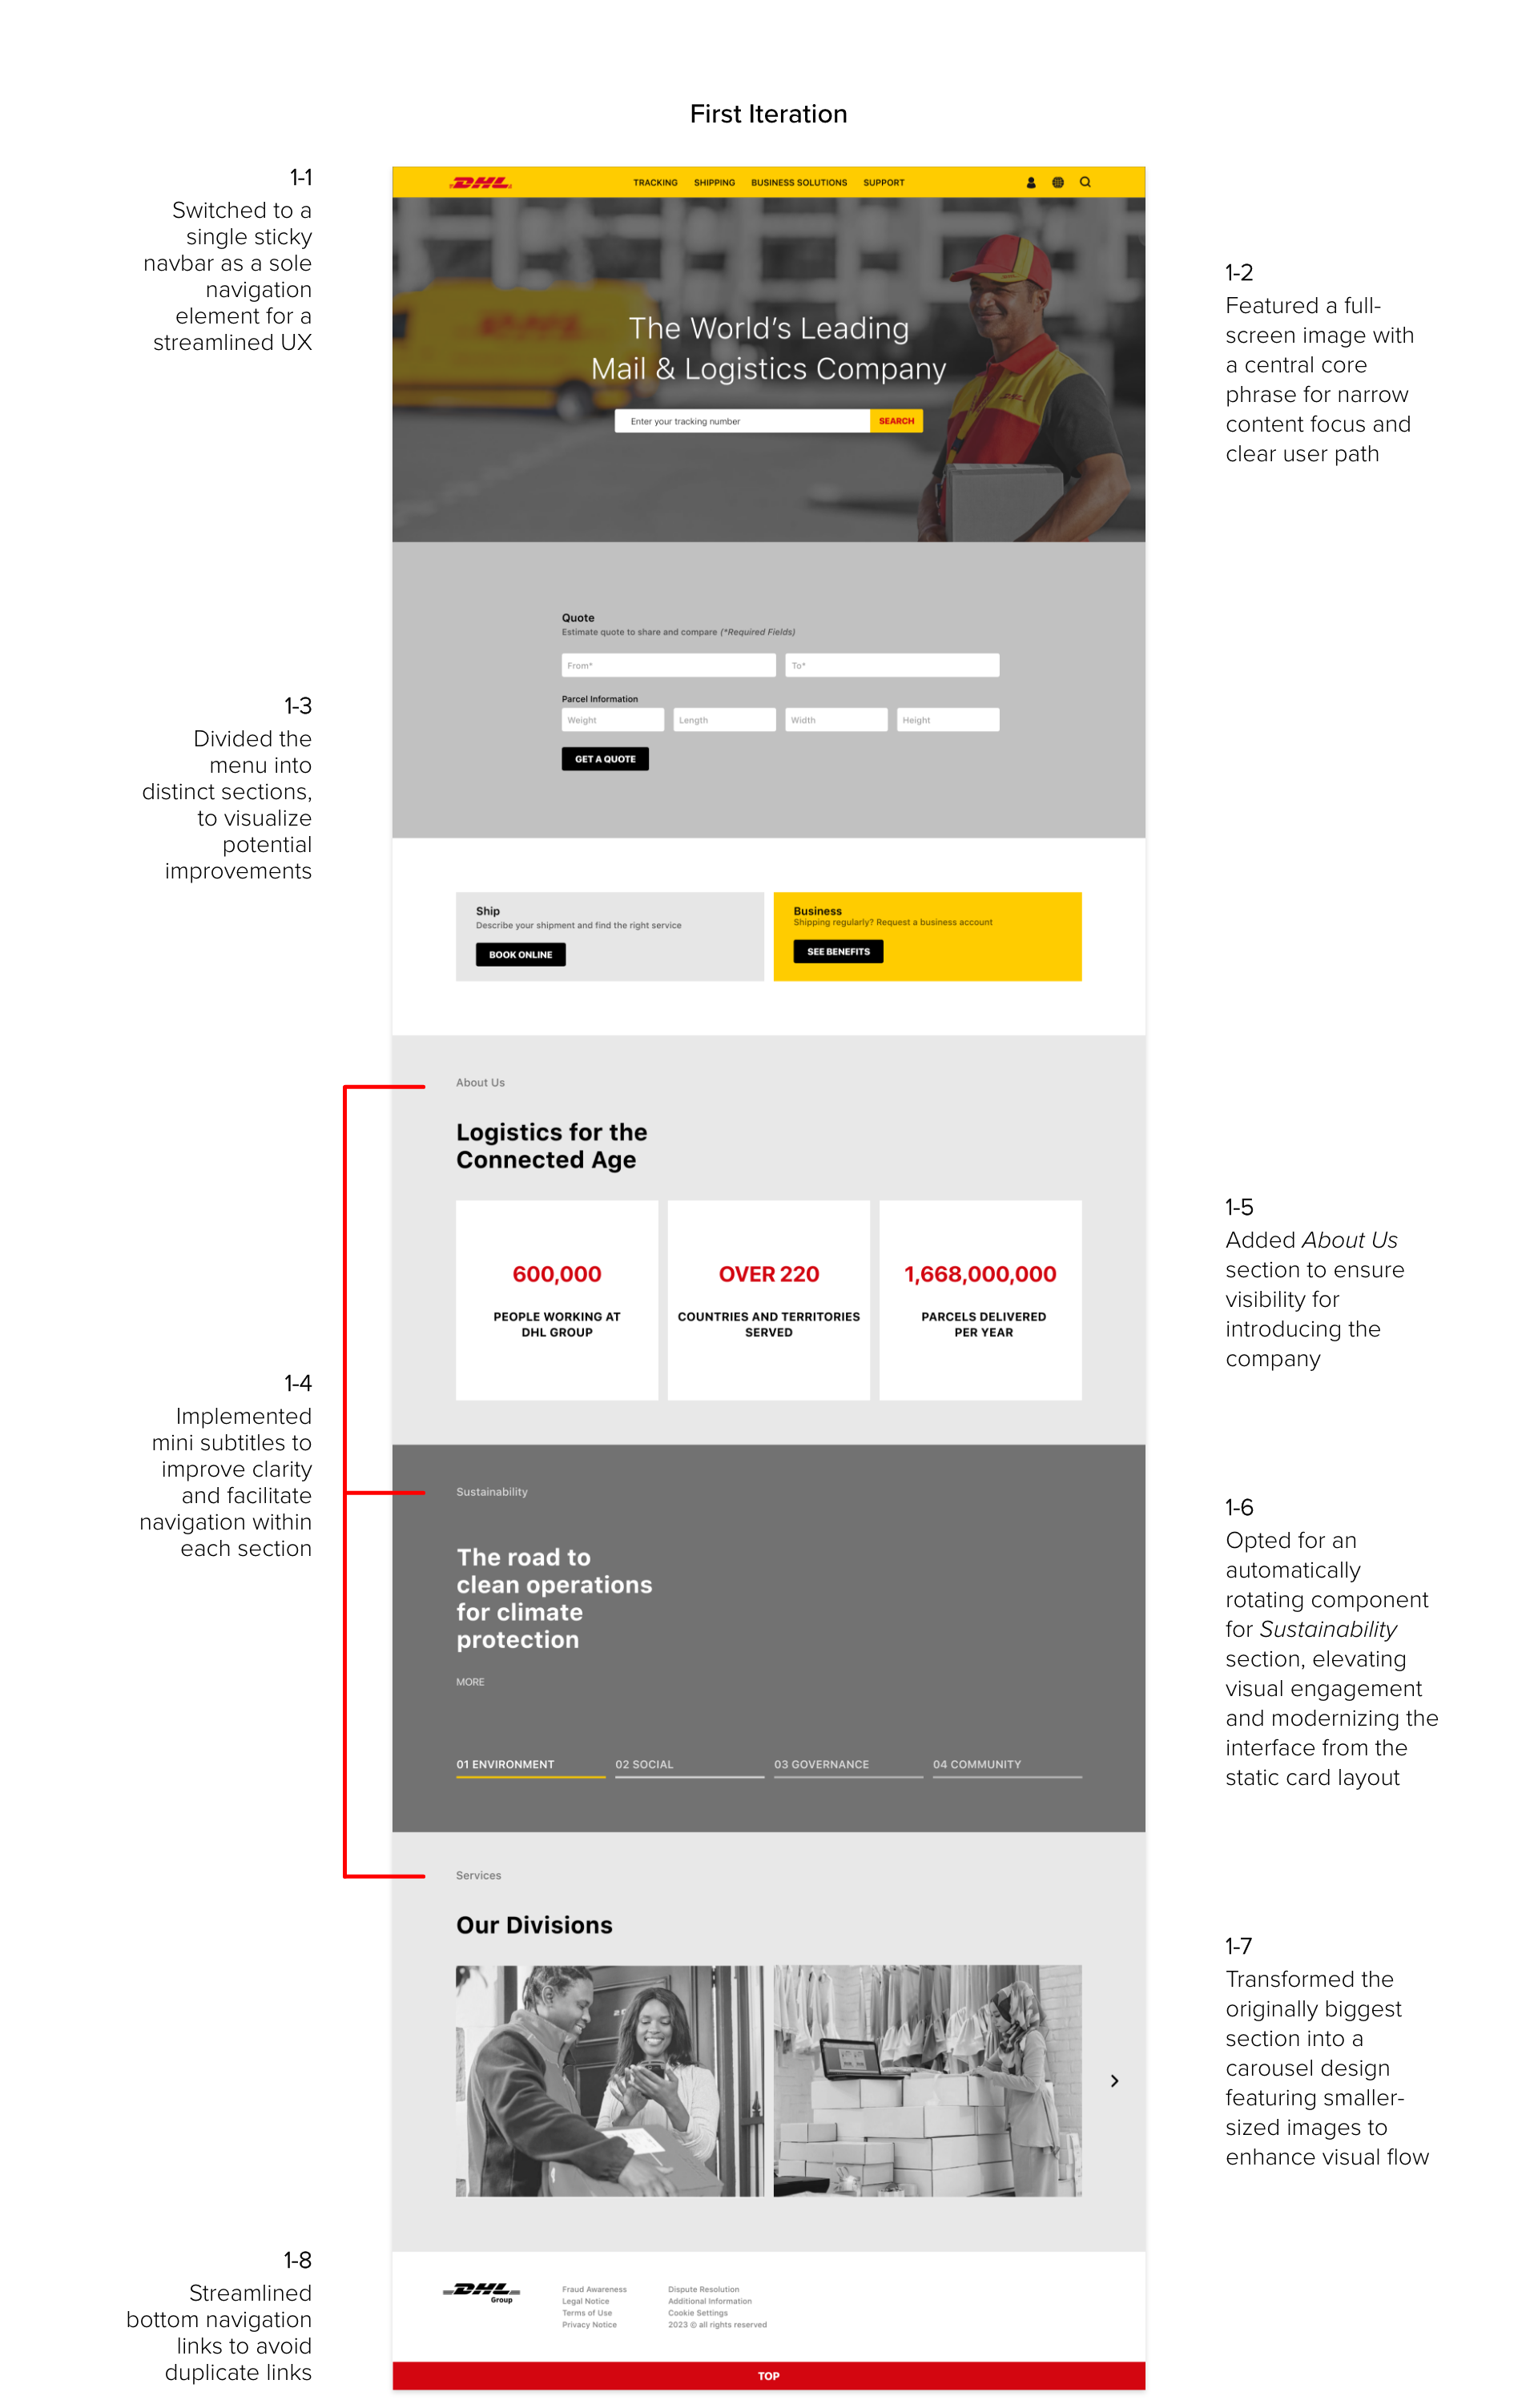 First Iteration
1-1
Switched to a
single sticky
navbar as a sole
navigation
element for a
streamlined UX
DHL
TRACKING SHIPPING BUSINESS SOLUTIONS SUPPORT
The World's Leading
Mail & Logistics Company
Enter your tracking number SEARCH
1-2
Featured a full-
screen image with
a central core
phrase for narrow
content focus and
clear user path
Quote
Estimate quote to share and compare (*Required Fields)
From* To*
Parcel Information
Weight Length Width Height
GET A QUOTE
1-3
Divided the
menu into
distinct sections,
to visualize
potential
improvements
Ship
Describe your shipment and find the right service
BOOK ONLINE
Business
Shipping regularly? Request a business account
SEE BENEFITS
About Us
Logistics for the
Connected Age
600,000
PEOPLE WORKING AT
DHL GROUP
OVER 220
COUNTRIES AND TERRITORIES
SERVED
1,668,000,000
PARCELS DELIVERED
PER YEAR
1-5
Added About Us
section to ensure
visibility for
introducing the
company
1-4
Implemented
mini subtitles to
improve clarity
and facilitate
navigation within
each section
Sustainability
The road to
clean operations
for climate
protection
MORE
01 ENVIRONMENT 02 SOCIAL 03 GOVERNANCE 04 COMMUNITY
1-6
Opted for an
automatically
rotating component
for Sustainability
section, elevating
visual engagement
and modernizing the
interface from the
static card layout
Services
Our Divisions
1-7
Transformed the
originally biggest
section into a
carousel design
featuring smaller-
sized images to
enhance visual flow
1-8
Streamlined
bottom navigation
links to avoid
duplicate links
DHL
Group
Fraud Awareness
Legal Notice
Terms of Use
Privacy Notice
Dispute Resolution
Additional Information
Cookie Settings
2023 © all rights reserved
TOP